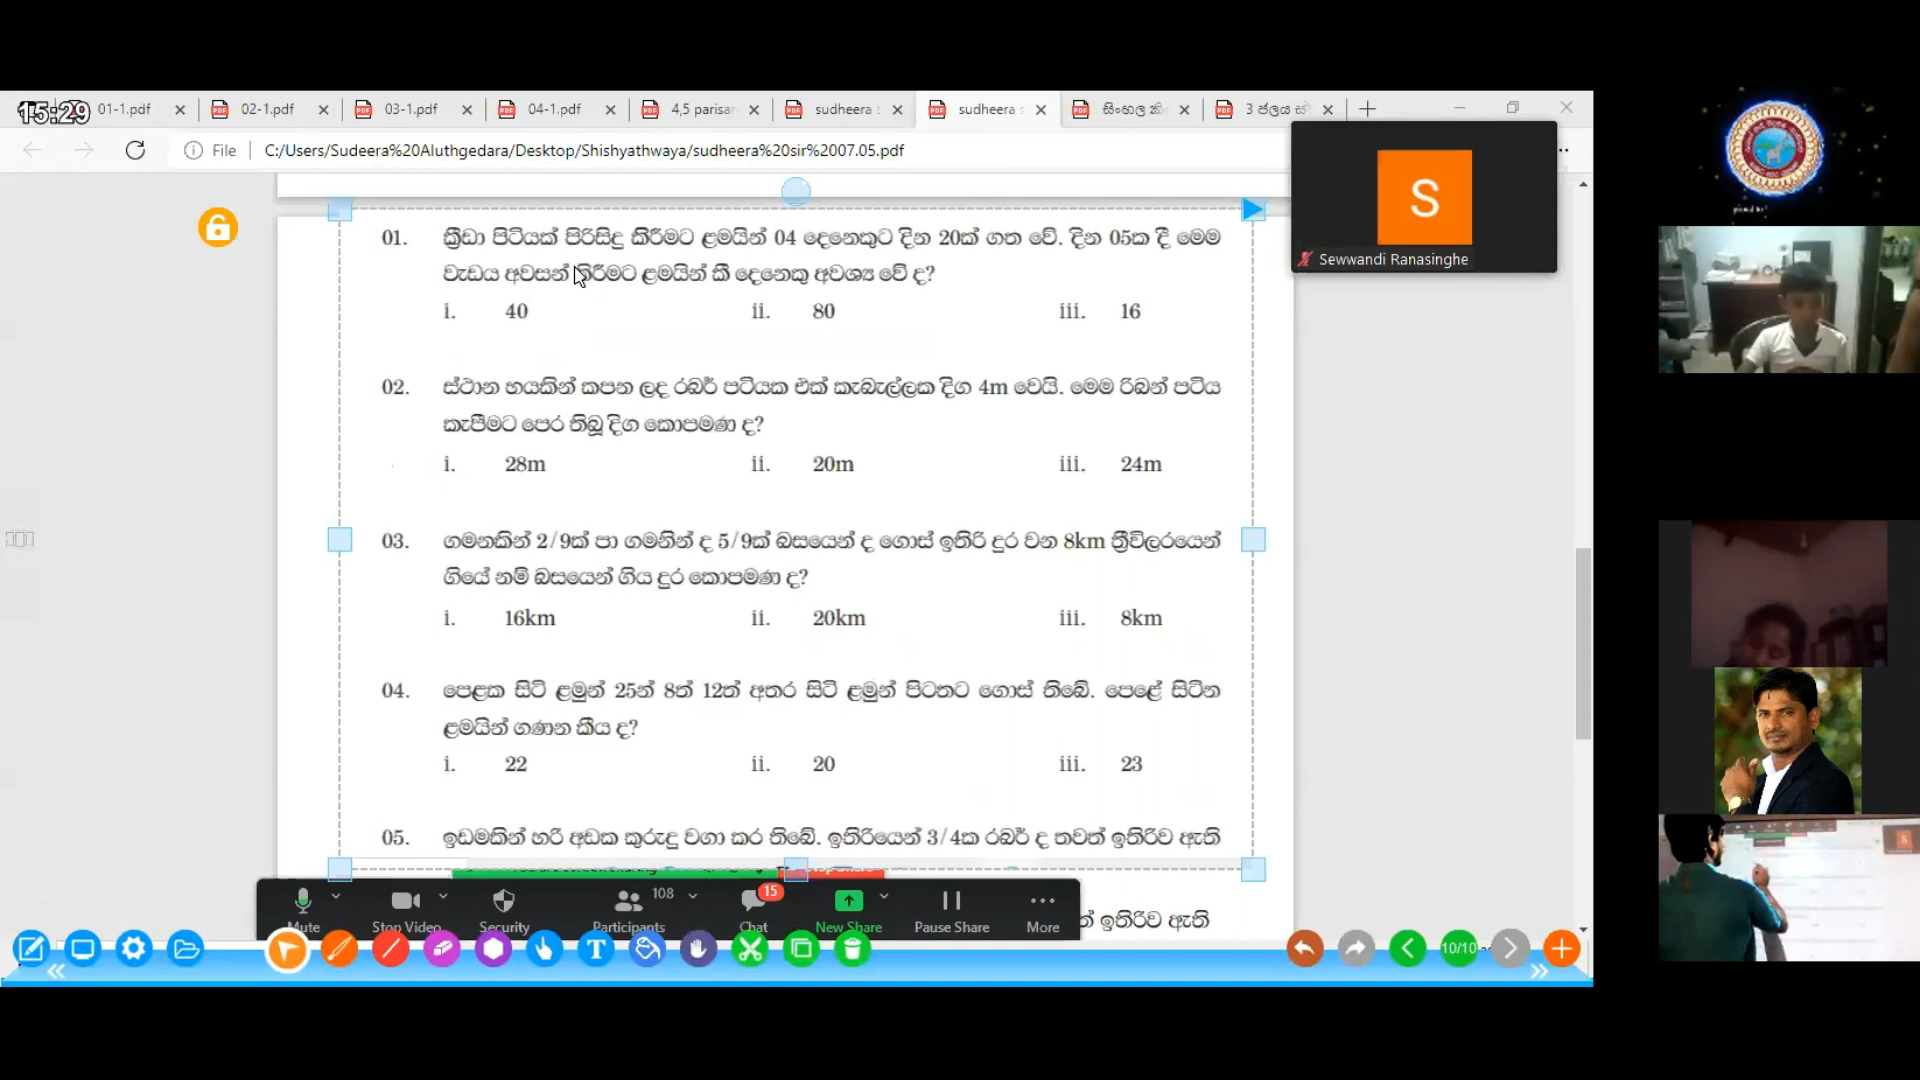 15:29
01-1.pdf 02-1.pdf 03-1.pdf 04-1.pdf 4,5 parisa sudheera s sudheera s සිංහල කි 3 ජලය ස
File C:/Users/Sudeera%20Aluthgedara/Desktop/Shishyathwaya/sudheera%20sir%2007.05.pdf
S
Sewwandi Ranasinghe
01. ක්‍රීඩා පිටියක් පිරිසිදු කිරීමට ළමයින් 04 දෙනෙකුට දින 20ක් ගත වේ. දින 05ක දී මෙම
වැඩය අවසන් කිරීමට ළමයින් කී දෙනෙකු අවශ්‍ය වේ ද?
i. 40 ii. 80 iii. 16
02. ස්ථාන හයකින් කපන ලද රබර් පටියක එක් කැබැල්ලක දිග 4m වෙයි. මෙම රිබන් පටිය
කැපීමට පෙර තිබූ දිග කොපමණ ද?
i. 28m ii. 20m iii. 24m
03. ගමනකින් 2/9ක් පා ගමනින් ද 5/9ක් බසයෙන් ද ගොස් ඉතිරි දුර වන 8km ත්‍රීවිලරයෙන්
ගියේ නම් බසයෙන් ගිය දුර කොපමණ ද?
i. 16km ii. 20km iii. 8km
04. පෙළක සිටි ළමුන් 25න් 8ත් 12ත් අතර සිටි ළමුන් පිටතට ගොස් තිබේ. පෙළේ සිටින
ළමයින් ගණන කීය ද?
i. 22 ii. 20 iii. 23
05. ඉඩමකින් හරි අඩක කුරුදු වගා කර තිබේ. ඉතිරියෙන් 3/4ක රබර් ද තවත් ඉතිරිව ඇති
ත් ඉතිරිව ඇති
108 15
Mute Stop Video Security Participants Chat New Share Pause Share More
T 10/10